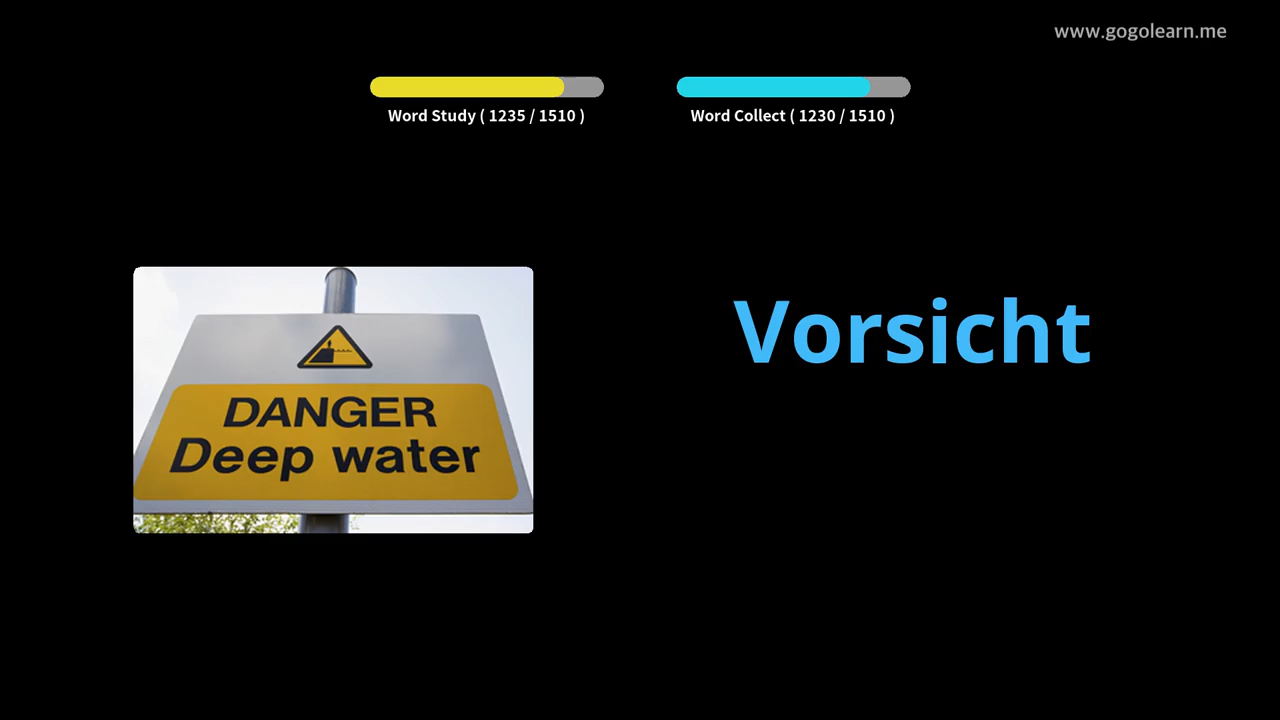 www.gogolearn.me
Word Study ( 1235 / 1510 )
Word Collect ( 1230 / 1510 )
DANGER
Deep water
Vorsicht